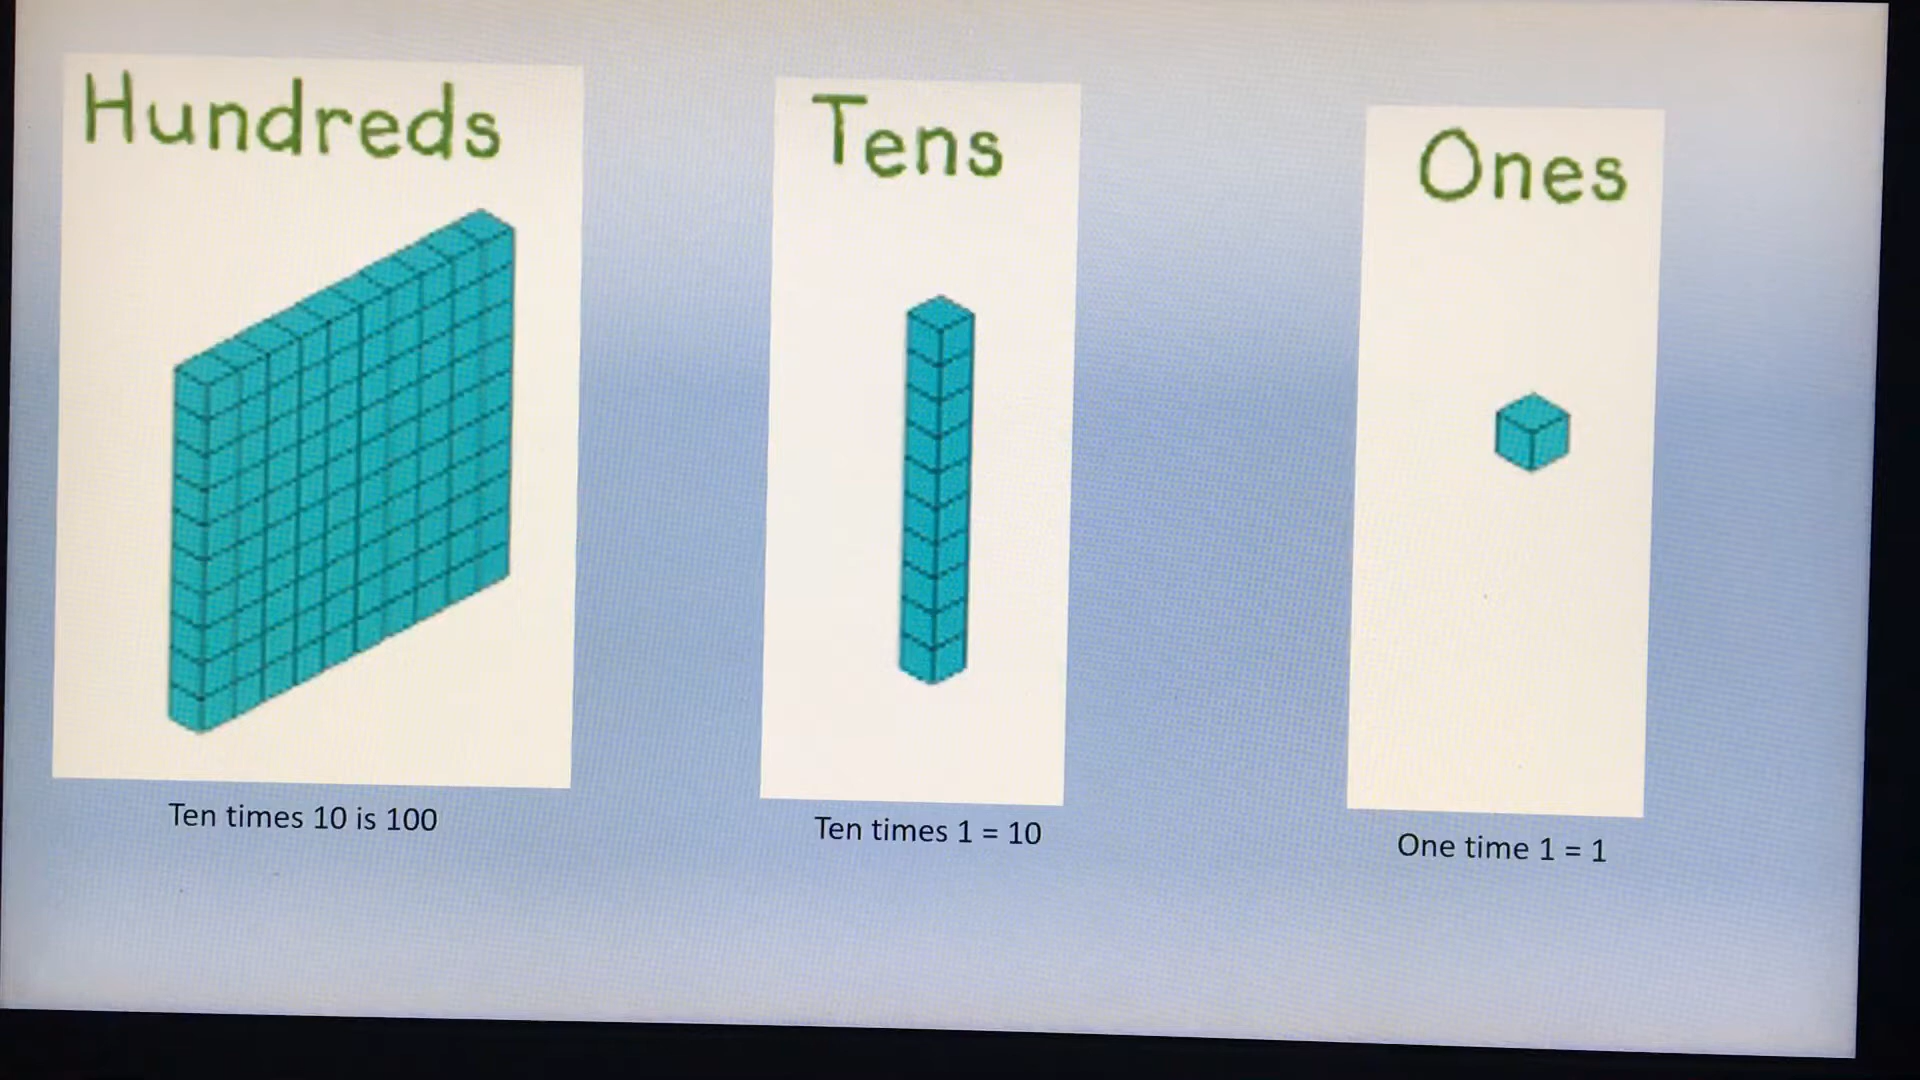 Hundreds
Tens
Ones
Ten times 10 is 100
Ten times 1 = 10
One time 1 = 1